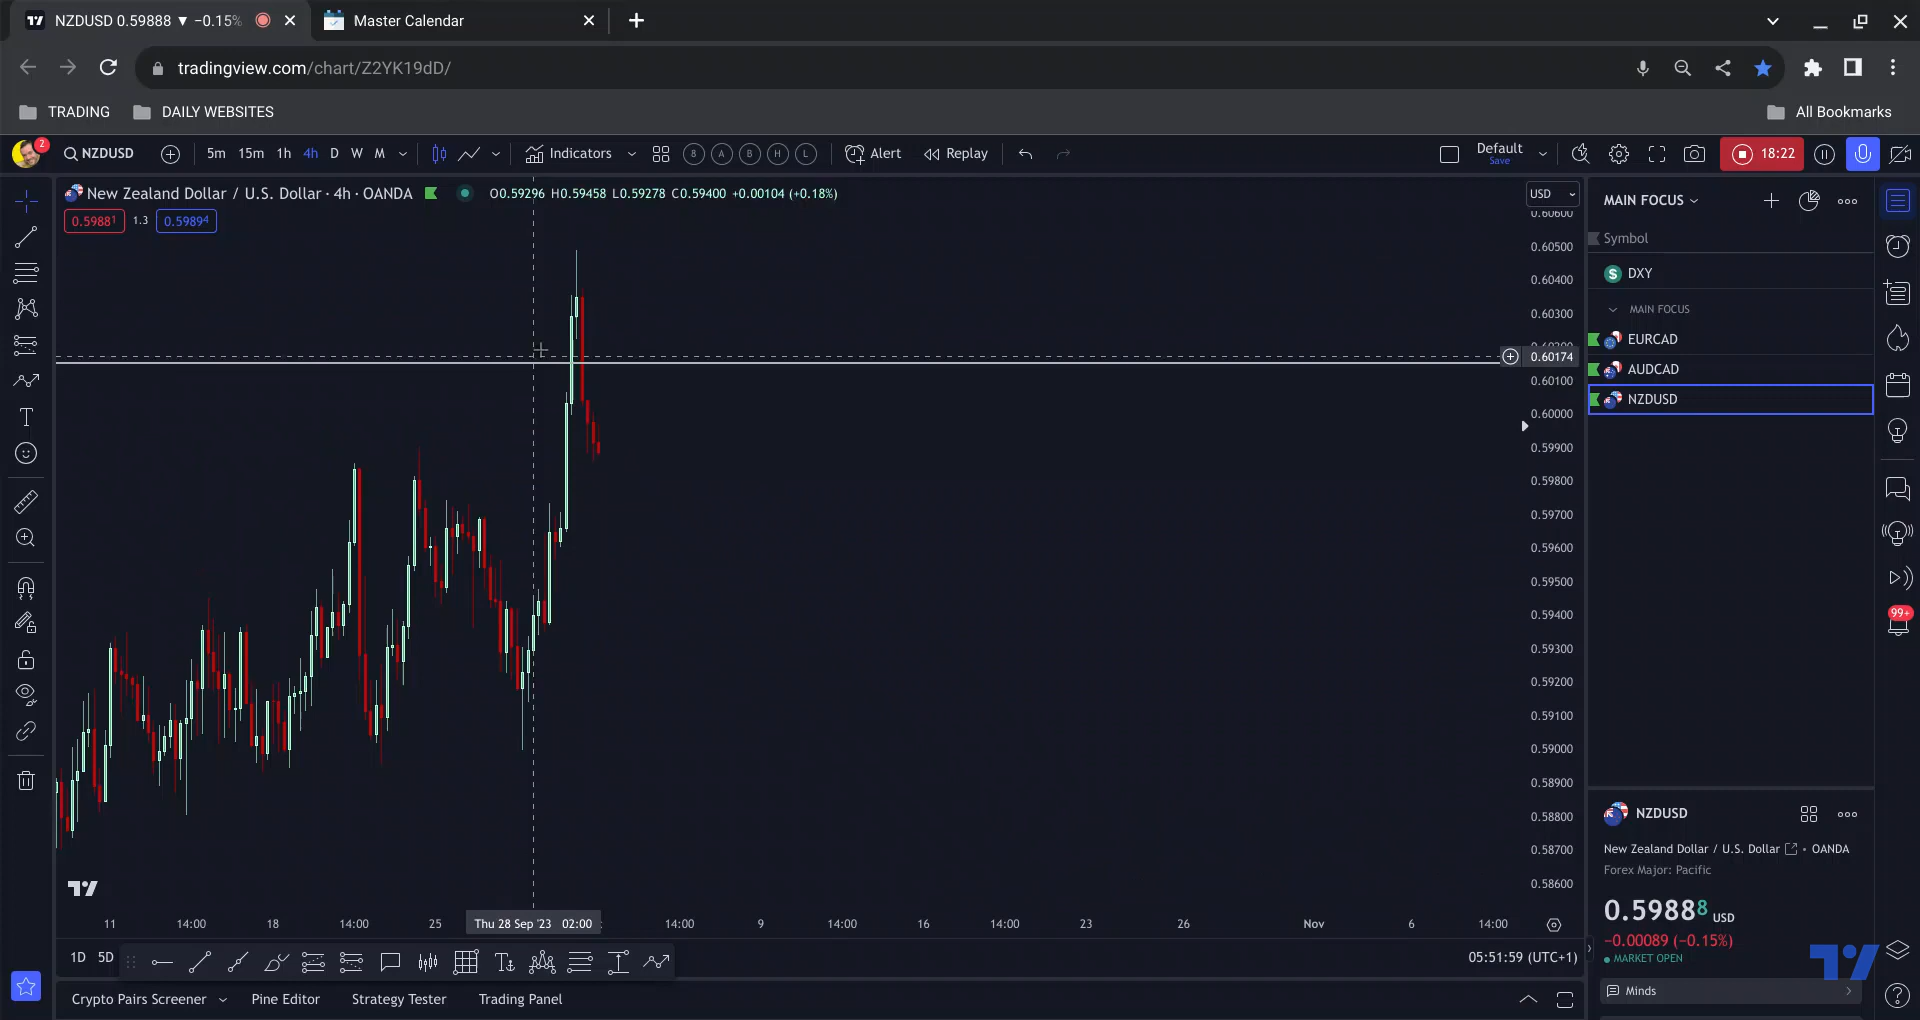 NZDUSD 0.59888 ▼ −0.15%
Master Calendar
tradingview.com/chart/Z2YK19dD/
TRADING
DAILY WEBSITES
All Bookmarks
2
NZDUSD
5m 15m 1h 4h D W M
Indicators
8 A B H L
Alert
Replay
Default
Save
18:22
New Zealand Dollar / U.S. Dollar · 4h · OANDA
O0.59296 H0.59458 L0.59278 C0.59400 +0.00104 (+0.18%)
0.59881 1.3 0.59894
USD
0.60600
0.60500
0.60400
0.60300
0.60200
0.60174
0.60100
0.60000
0.59900
0.59800
0.59700
0.59600
0.59500
0.59400
0.59300
0.59200
0.59100
0.59000
0.58900
0.58800
0.58700
0.58600
MAIN FOCUS
Symbol
DXY
MAIN FOCUS
EURCAD
AUDCAD
NZDUSD
99+
11 14:00 18 14:00 25 Thu 28 Sep '23 02:00 14:00 9 14:00 16 14:00 23 26 Nov 6 14:00
1D 5D
05:51:59 (UTC+1)
Crypto Pairs Screener
Pine Editor
Strategy Tester
Trading Panel
NZDUSD
New Zealand Dollar / U.S. Dollar • OANDA
Forex Major: Pacific
0.59888 USD
−0.00089 (−0.15%)
MARKET OPEN
Minds